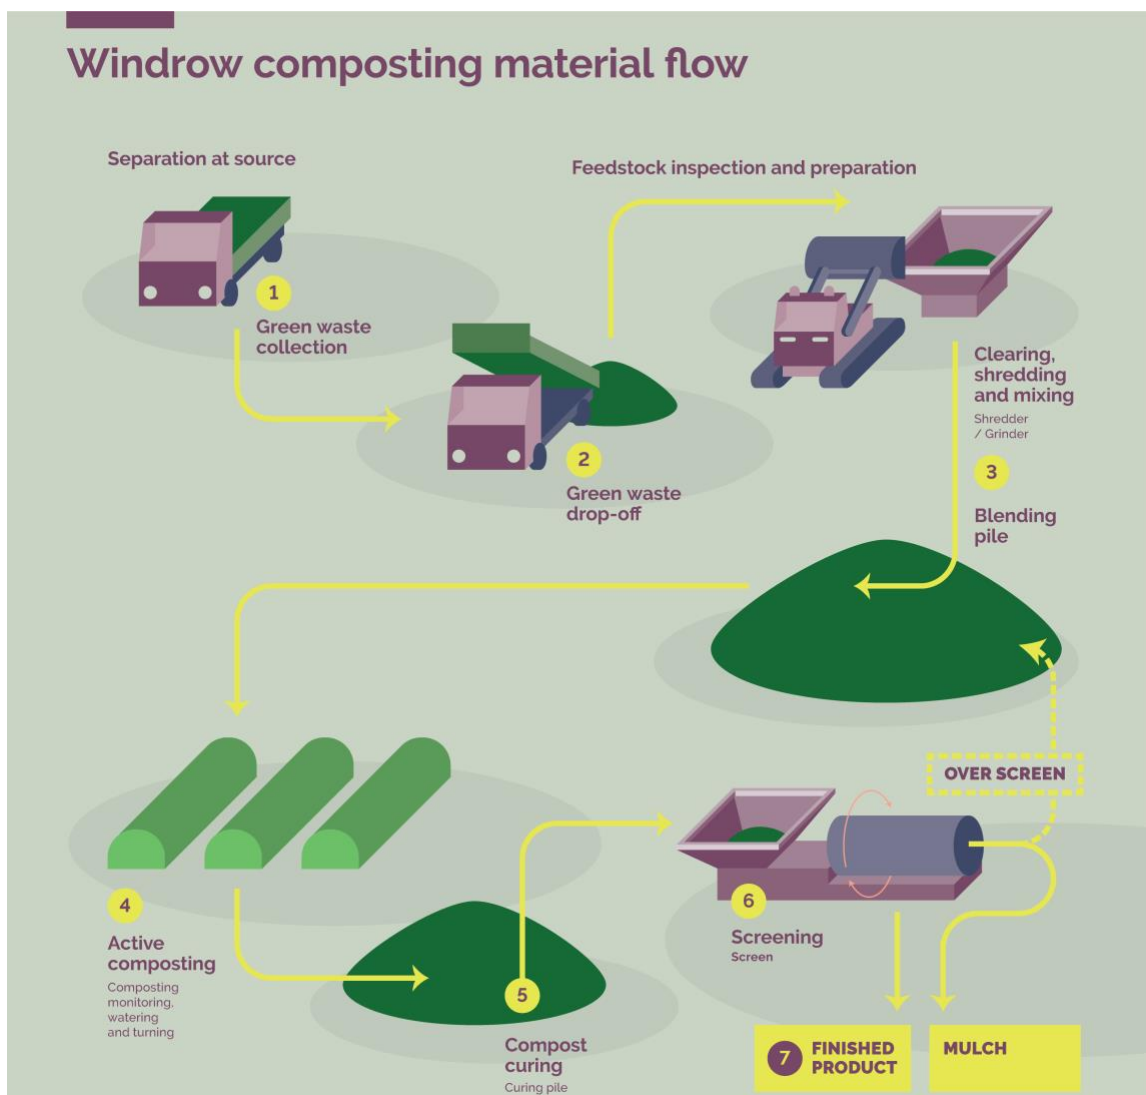 Windrow composting material flow
Separation at source
Feedstock inspection and preparation
1
Green waste
collection
2
Green waste
drop-off
Clearing,
shredding
and mixing
Shredder
/ Grinder
3
Blending
pile
OVER SCREEN
4
Active
composting
Composting
monitoring,
watering
and turning
5
Compost
curing
Curing pile
6
Screening
Screen
7
FINISHED
PRODUCT
MULCH